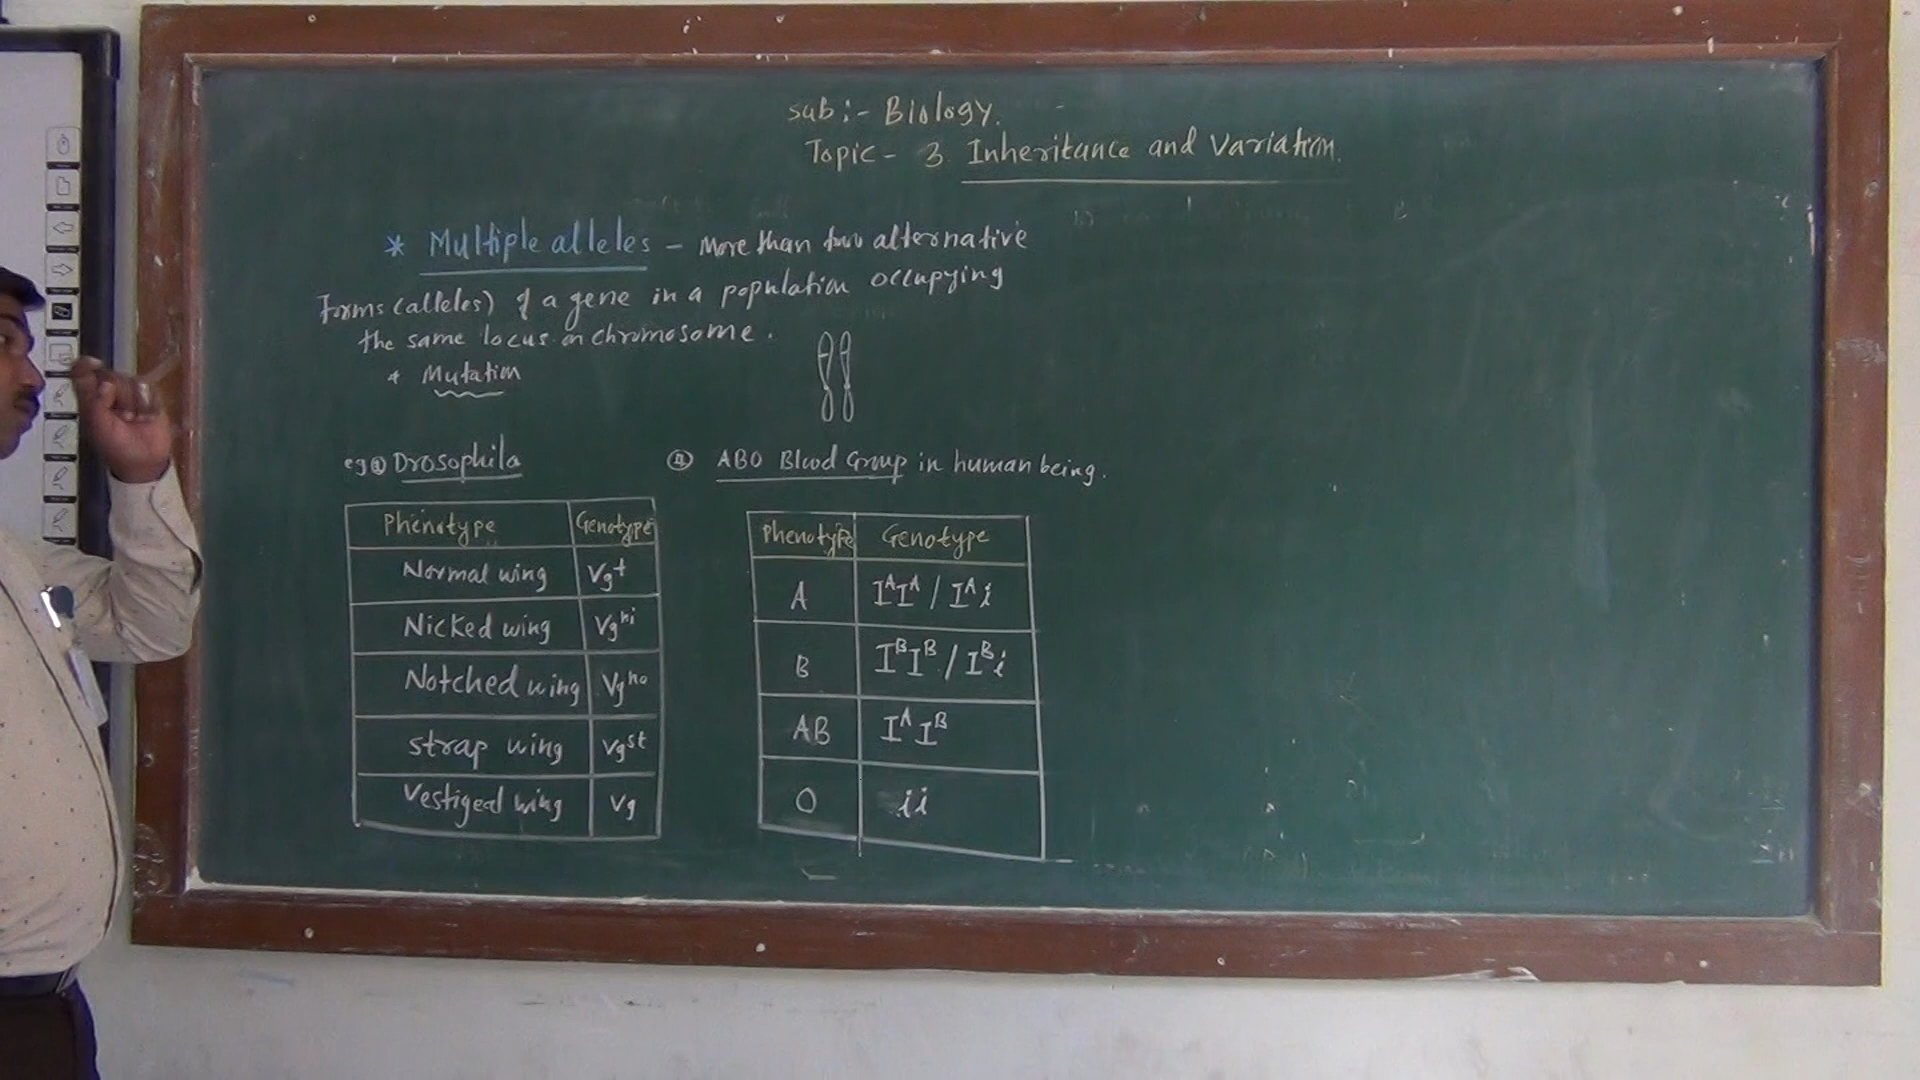 sub :- Biology.
Topic - 3 Inheritance and Variation.
* Multiple alleles - More than two alternative
Forms (alleles) of a gene in a population occupying
the same locus on chromosome.
* Mutation
eg ① Drosophila
Phenotype Genotype
Normal wing Vg⁺
Nicked wing Vgⁿⁱ
Notched wing Vgⁿᵒ
strap wing Vgˢᵗ
Vestigeal wing Vg
② ABO Blood Group in human being.
Phenotype Genotype
A IᴬIᴬ / Iᴬi
B IᴮIᴮ / Iᴮi
AB IᴬIᴮ
O ii